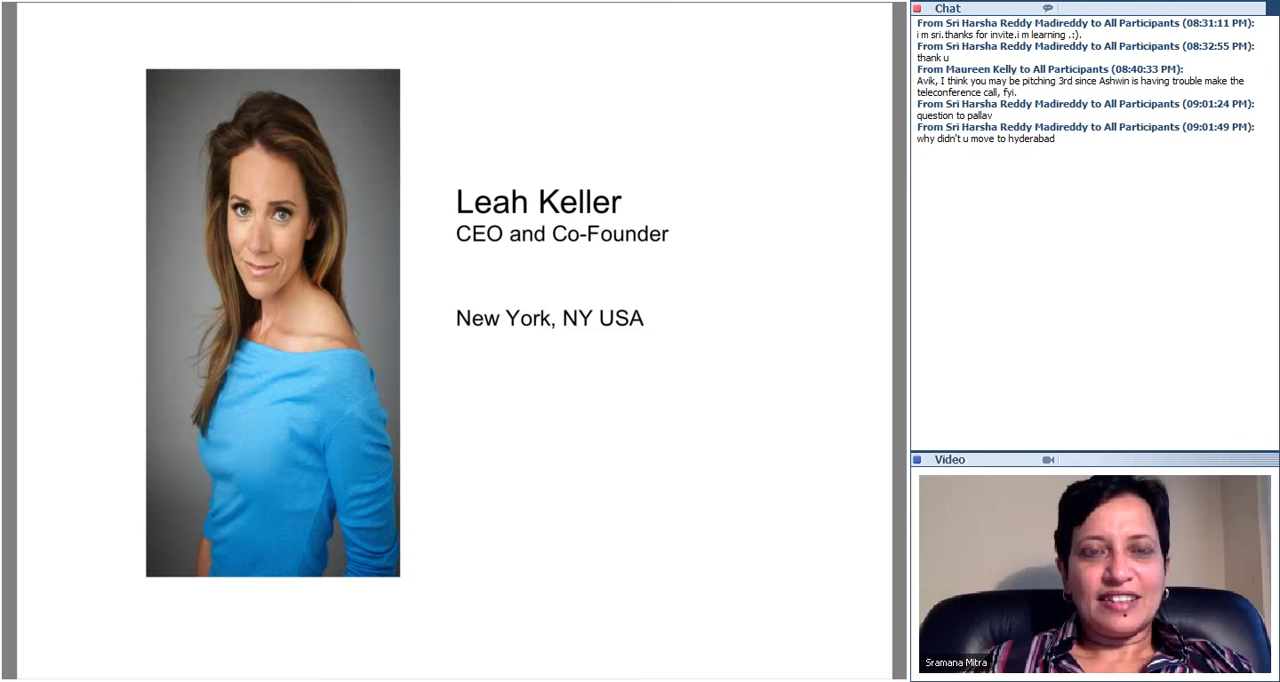 Leah Keller
CEO and Co-Founder
New York, NY USA
Chat
From Sri Harsha Reddy Madireddy to All Participants (08:31:11 PM):
i m sri.thanks for invite.i m learning .:).
From Sri Harsha Reddy Madireddy to All Participants (08:32:55 PM):
thank u
From Maureen Kelly to All Participants (08:40:33 PM):
Avik, I think you may be pitching 3rd since Ashwin is having trouble make the
teleconference call, fyi.
From Sri Harsha Reddy Madireddy to All Participants (09:01:24 PM):
question to pallav
From Sri Harsha Reddy Madireddy to All Participants (09:01:49 PM):
why didn't u move to hyderabad
Video
Sramana Mitra